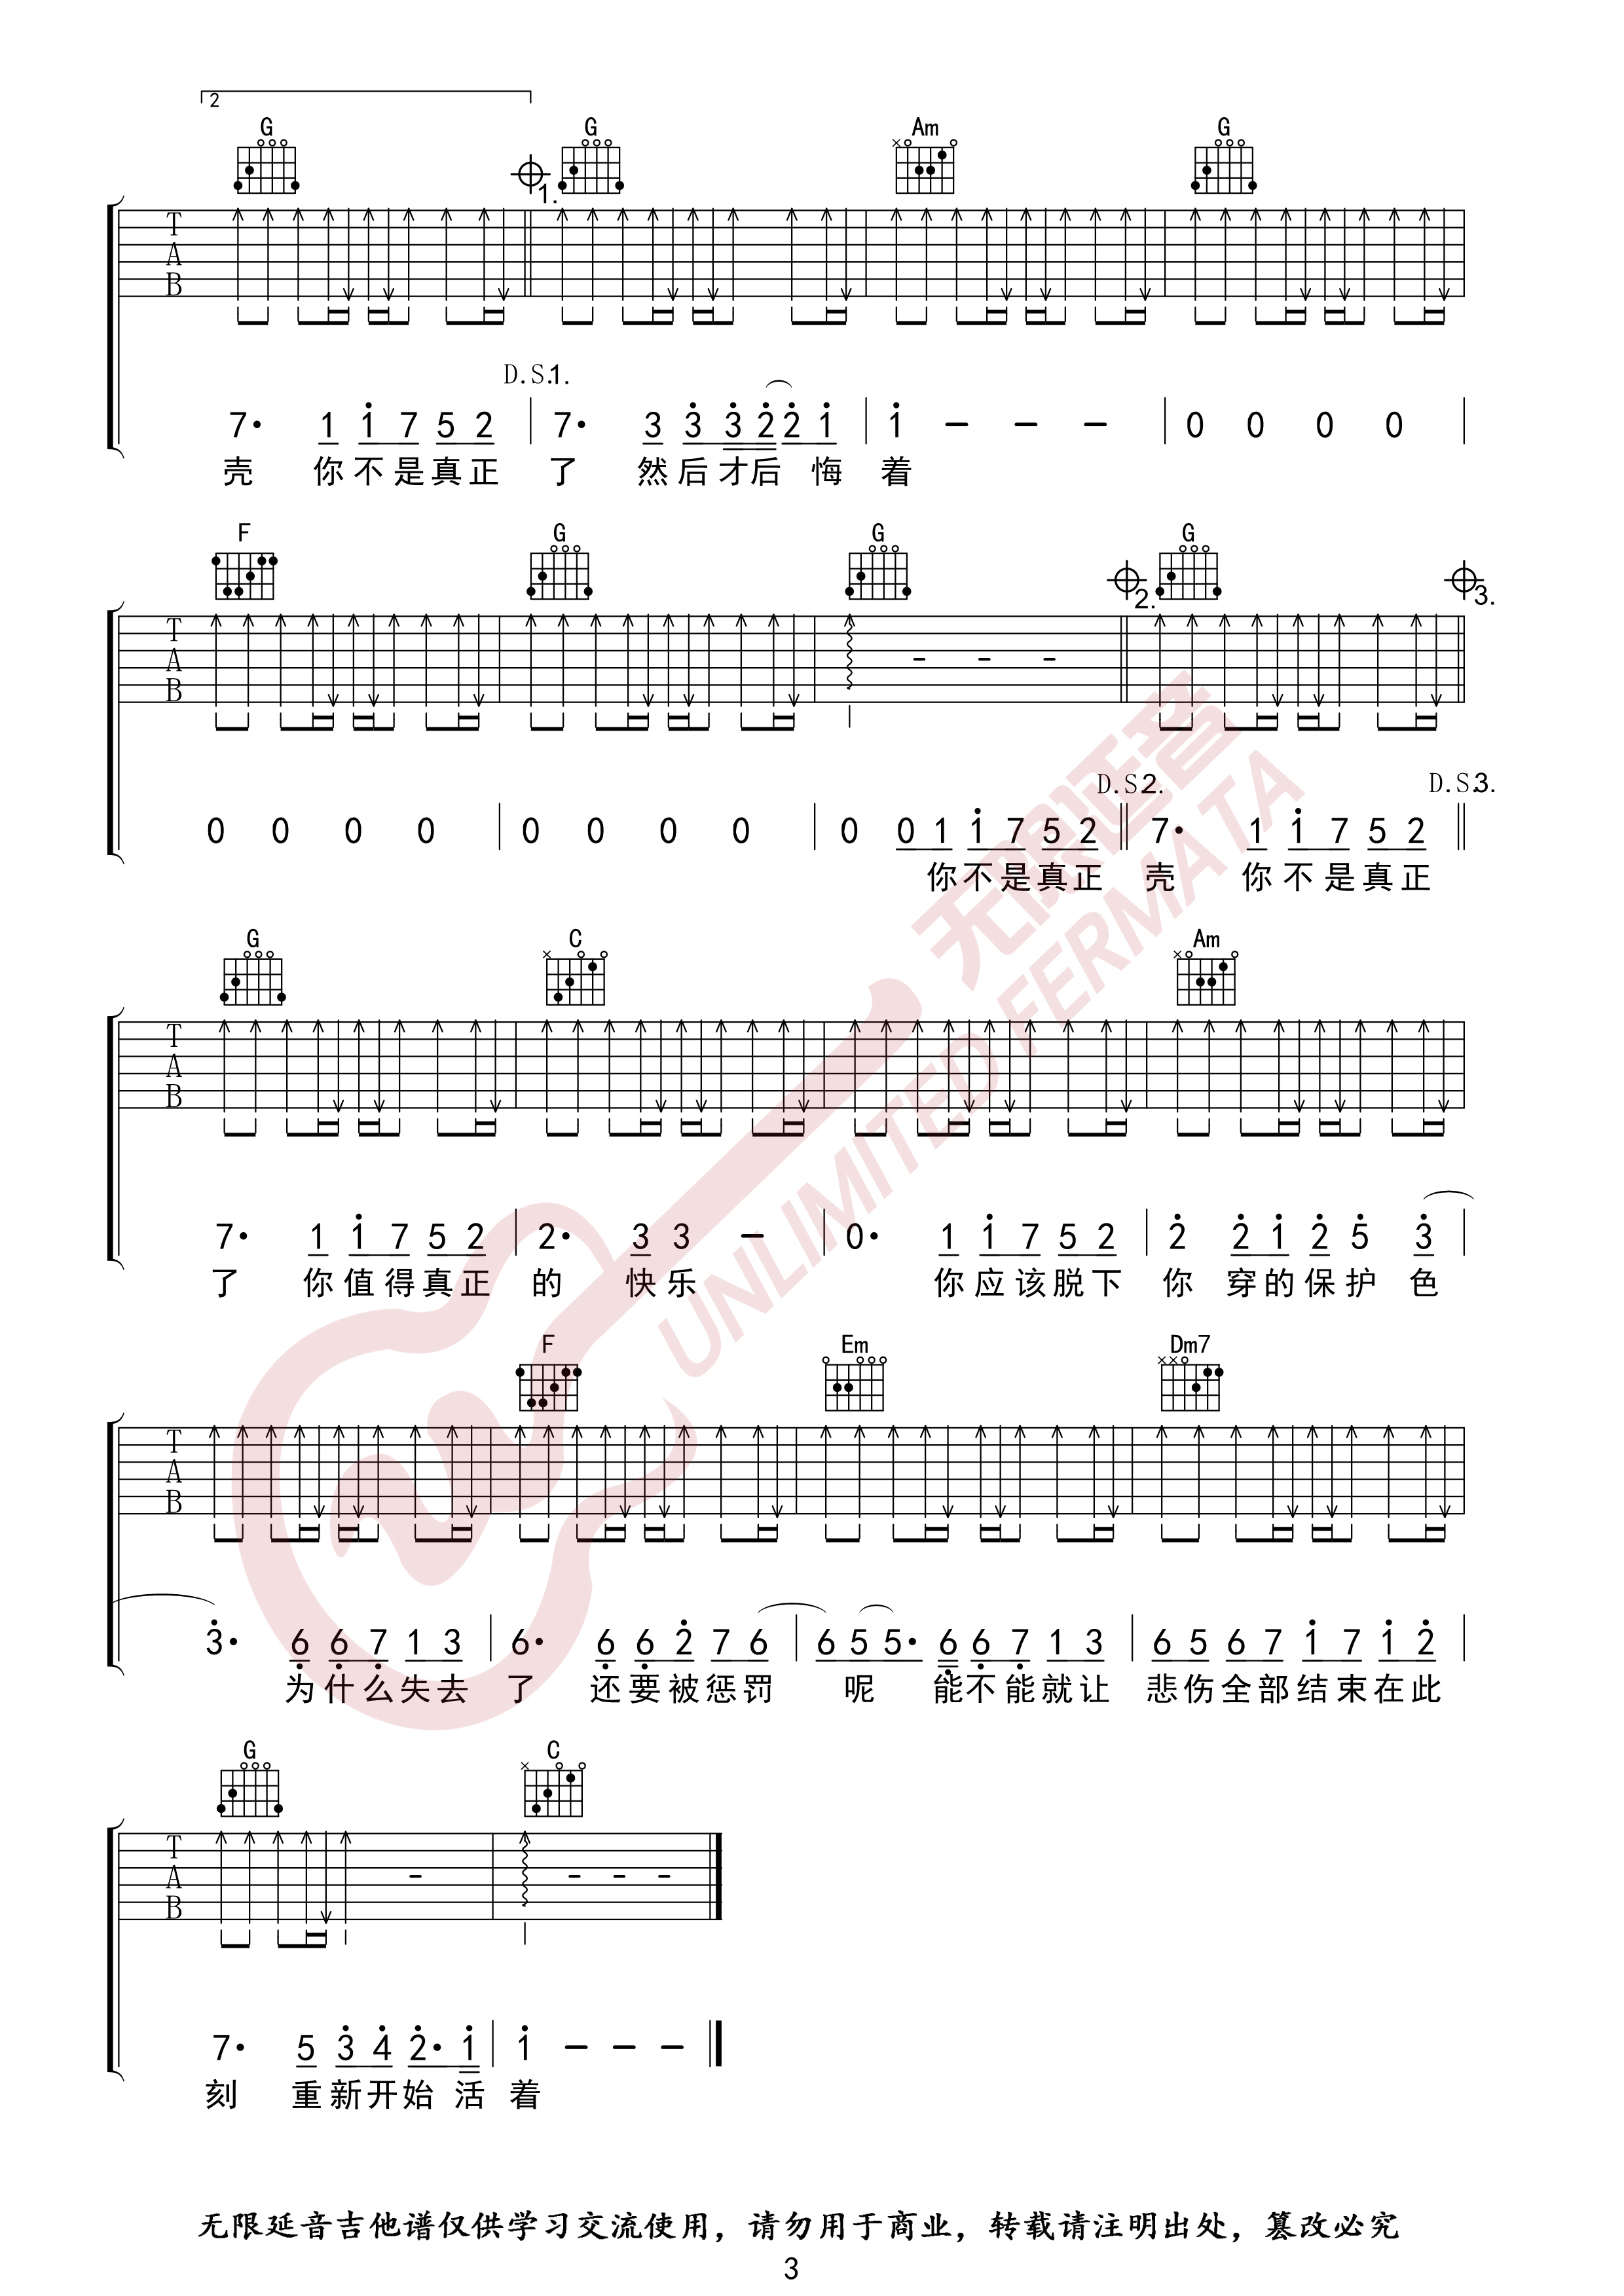 2
G G Am G
1.
T
A
B
D.S.1.
7· 1 1 7 5 2 7· 3 3 3 2 2 1 1 — — — 0 0 0 0
壳 你不是真正 了 然后才后 悔 着
F G G G
2. 3.
T
A
B
D.S.2. D.S.3.
0 0 0 0 0 0 0 0 0 0 1 1 7 5 2 7· 1 1 7 5 2
你不是真正 壳 你不是真正
G C Am
T
A
B
7· 1 1 7 5 2 2· 3 3 — 0· 1 1 7 5 2 2 2 1 2 5 3
了 你值得真正 的 快乐 你应该脱下 你 穿的保护 色
F Em Dm7
T
A
B
3· 6 6 7 1 3 6· 6 6 2 7 6 6 5 5· 6 6 7 1 3 6 5 6 7 1 7 1 2
为什么失去 了 还要被惩罚 呢 能不能就让 悲伤全部结束在此
G C
T
A
B
7· 5 3 4 2· 1 1 — — —
刻 重新开始 活 着
无限延音
UNLIMITED FERMATA
无限延音吉他谱仅供学习交流使用，请勿用于商业，转载请注明出处，篡改必究
3